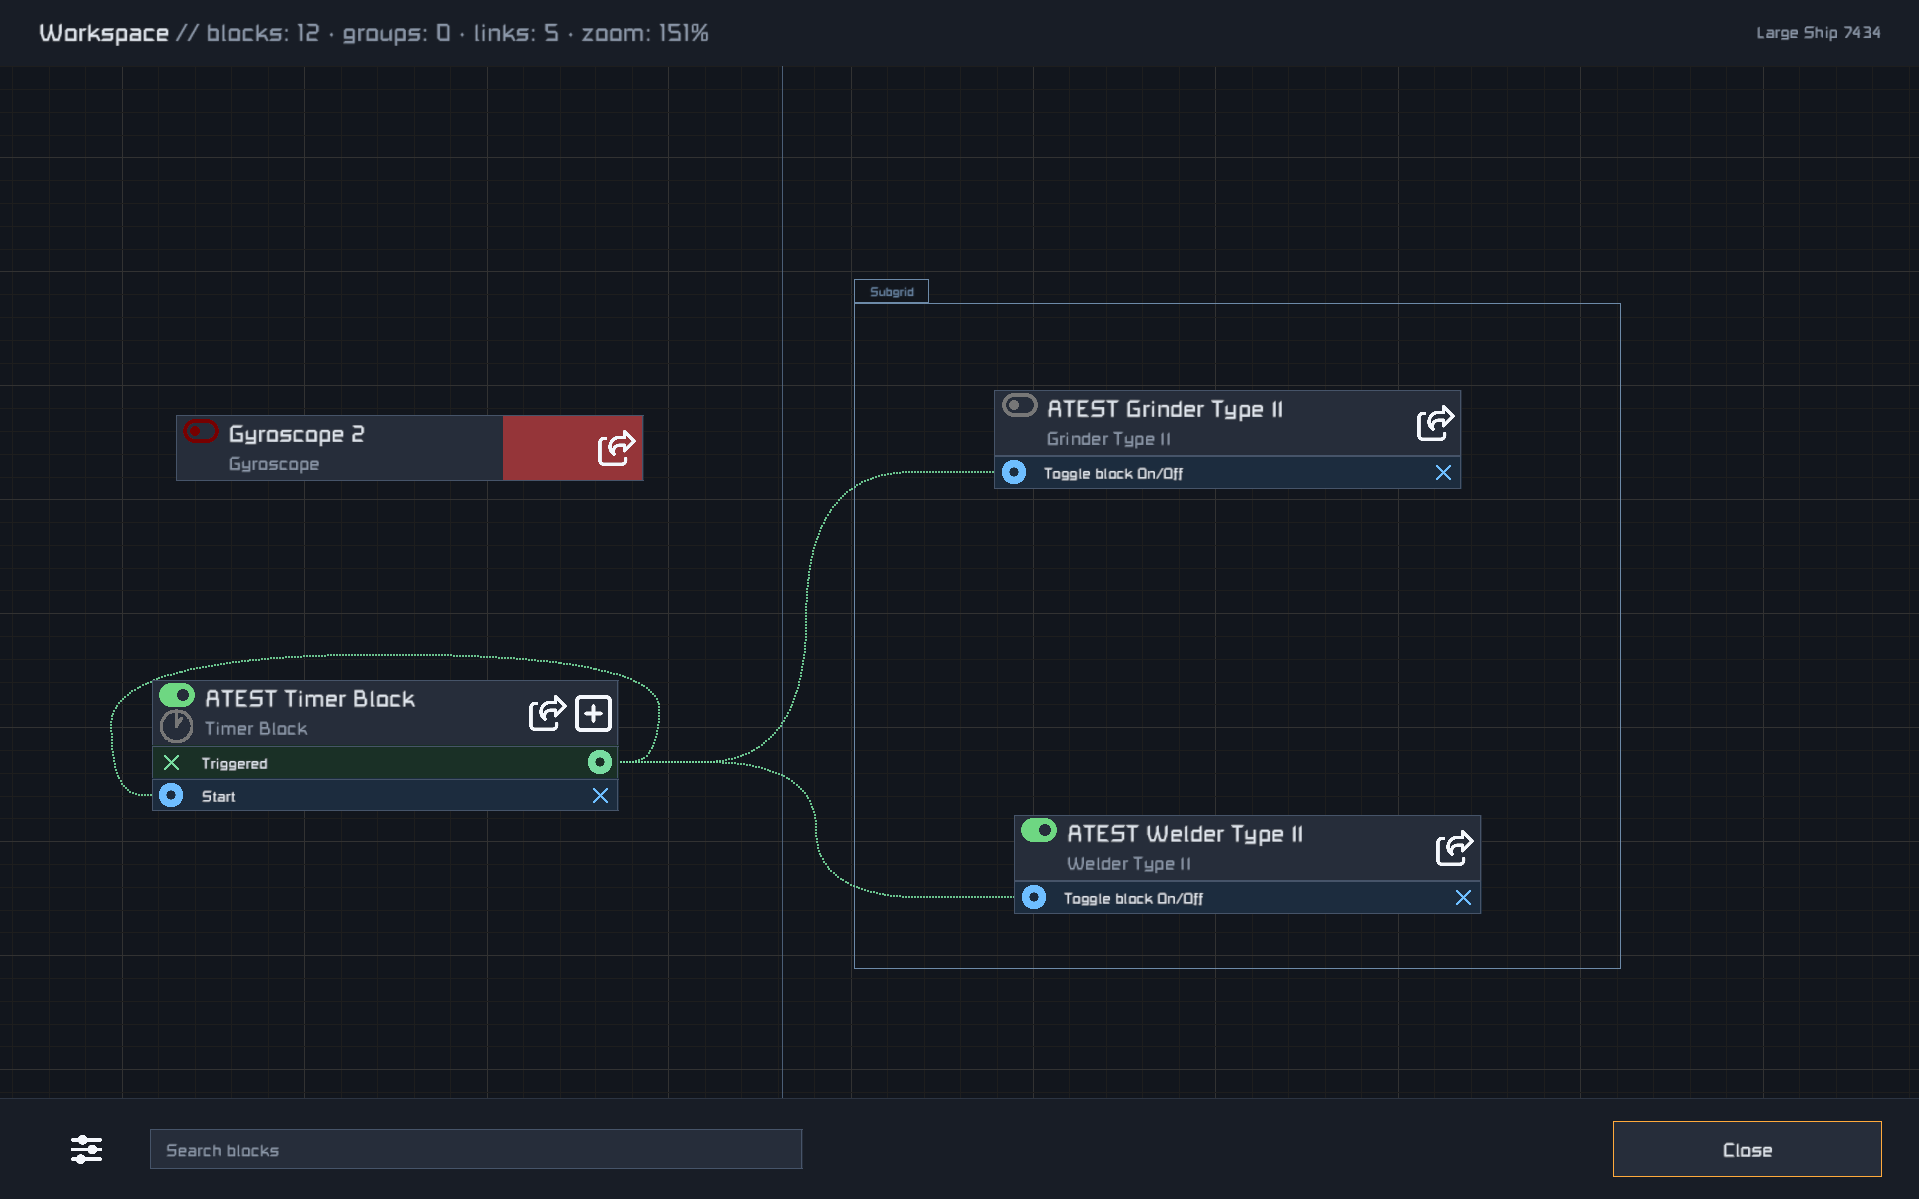 Workspace // blocks: 12 · groups: 0 · links: 5 · zoom: 151%
Large Ship 7434
Subgrid
ATEST Grinder Type II
Grinder Type II
Toggle block On/Off
Gyroscope 2
Gyroscope
ATEST Timer Block
Timer Block
Triggered
Start
ATEST Welder Type II
Welder Type II
Toggle block On/Off
Search blocks
Close